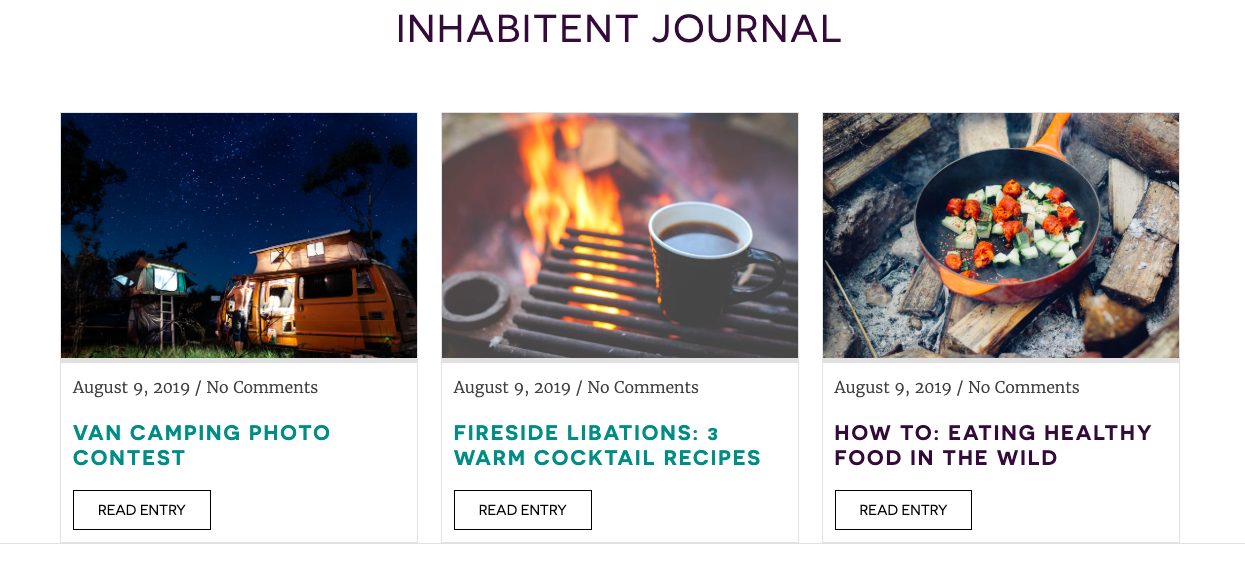 INHABITENT JOURNAL
August 9, 2019 / No Comments
VAN CAMPING PHOTO
CONTEST
READ ENTRY
August 9, 2019 / No Comments
FIRESIDE LIBATIONS: 3
WARM COCKTAIL RECIPES
READ ENTRY
August 9, 2019 / No Comments
HOW TO: EATING HEALTHY
FOOD IN THE WILD
READ ENTRY